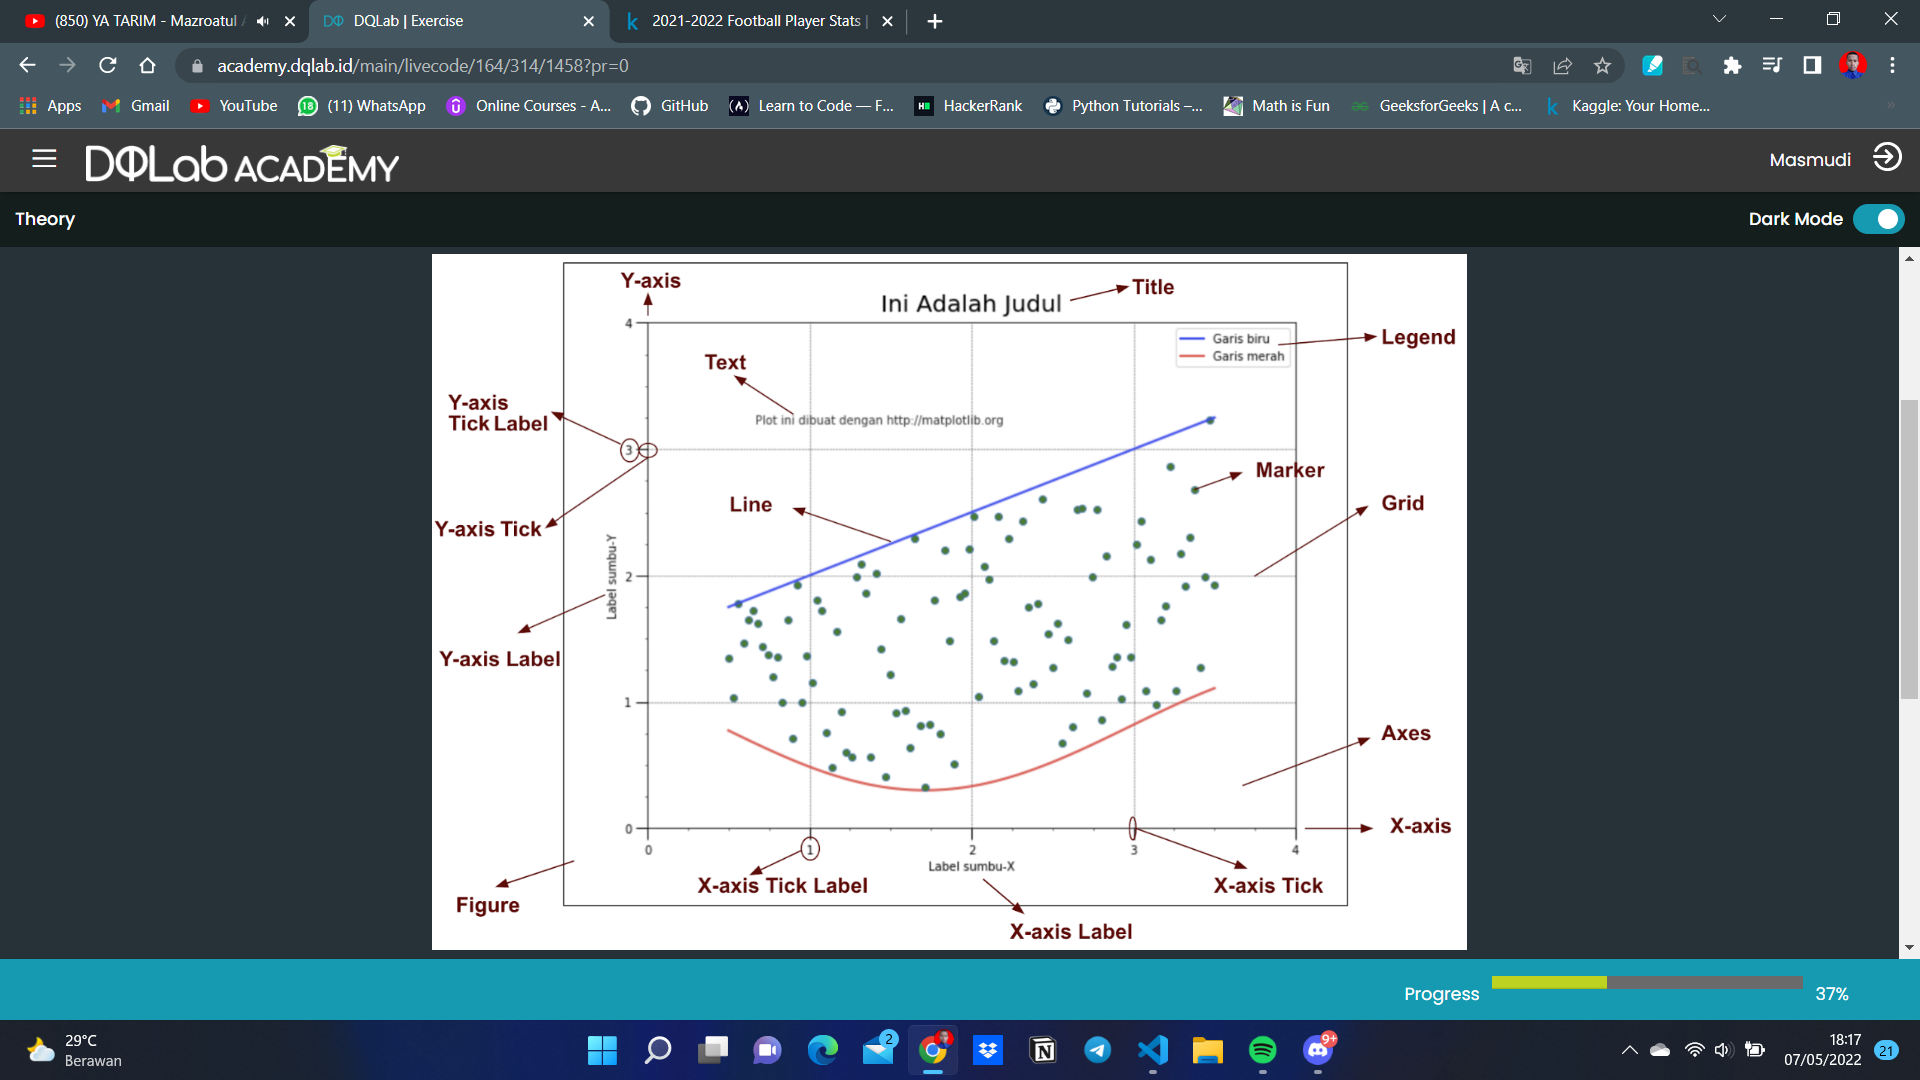 (850) YA TARIM - Mazroatul
DQLab | Exercise
2021-2022 Football Player Stats |
academy.dqlab.id/main/livecode/164/314/1458?pr=0
Apps
Gmail
YouTube
(11) WhatsApp
Online Courses - A...
GitHub
Learn to Code — F...
HackerRank
Python Tutorials –...
Math is Fun
GeeksforGeeks | A c...
Kaggle: Your Home...
DQLab ACADEMY
Masmudi
Theory
Dark Mode
Y-axis
Title
Ini Adalah Judul
4
Garis biru
Garis merah
Legend
Text
Y-axis
Tick Label
Plot ini dibuat dengan http://matplotlib.org
3
Marker
Line
Grid
Y-axis Tick
Label sumbu-Y
2
Y-axis Label
1
Axes
X-axis
0
0 1 2 3 4
Label sumbu-X
X-axis Tick Label
X-axis Tick
Figure
X-axis Label
Progress
37%
29°C
Berawan
2
9+
18:17
07/05/2022
21